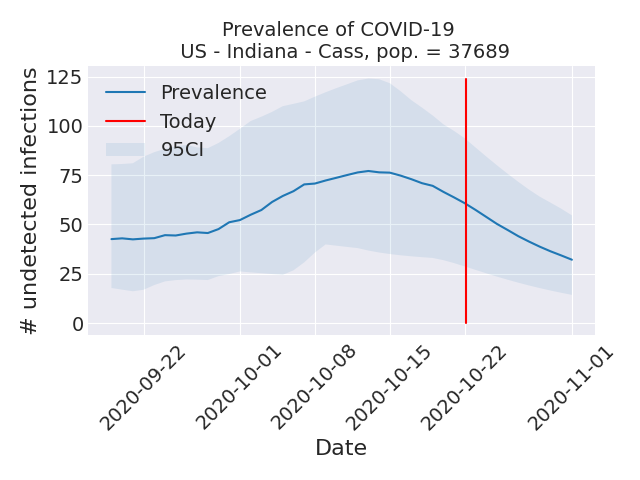 Prevalence of COVID-19
US - Indiana - Cass, pop. = 37689
# undetected infections
125
100
75
50
25
0
Prevalence
Today
95CI
2020-09-22
2020-10-01
2020-10-08
2020-10-15
2020-10-22
2020-11-01
Date